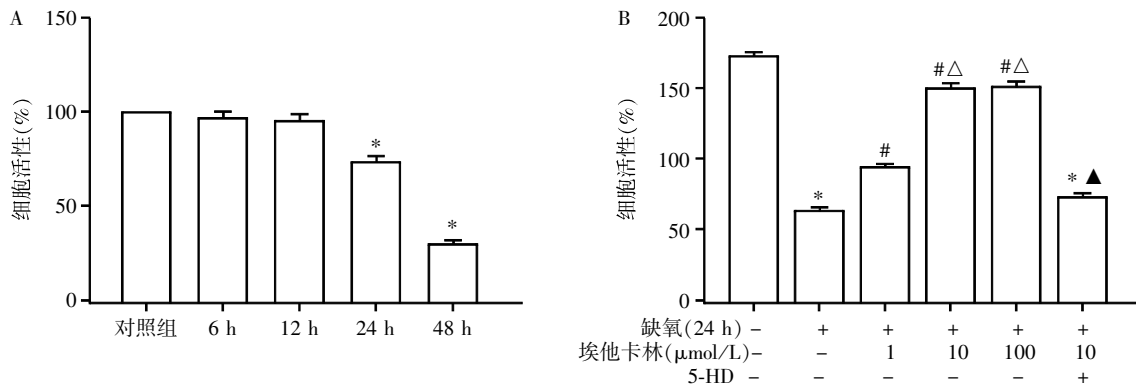 A
150
100
50
0
细胞活性(%)
*
*
对照组 6 h 12 h 24 h 48 h
B
200
150
100
50
0
细胞活性(%)
*
#
#△
#△
* ▲
缺氧(24 h) – + + + + +
埃他卡林(μmol/L) – – 1 10 100 10
5-HD – – – – – +